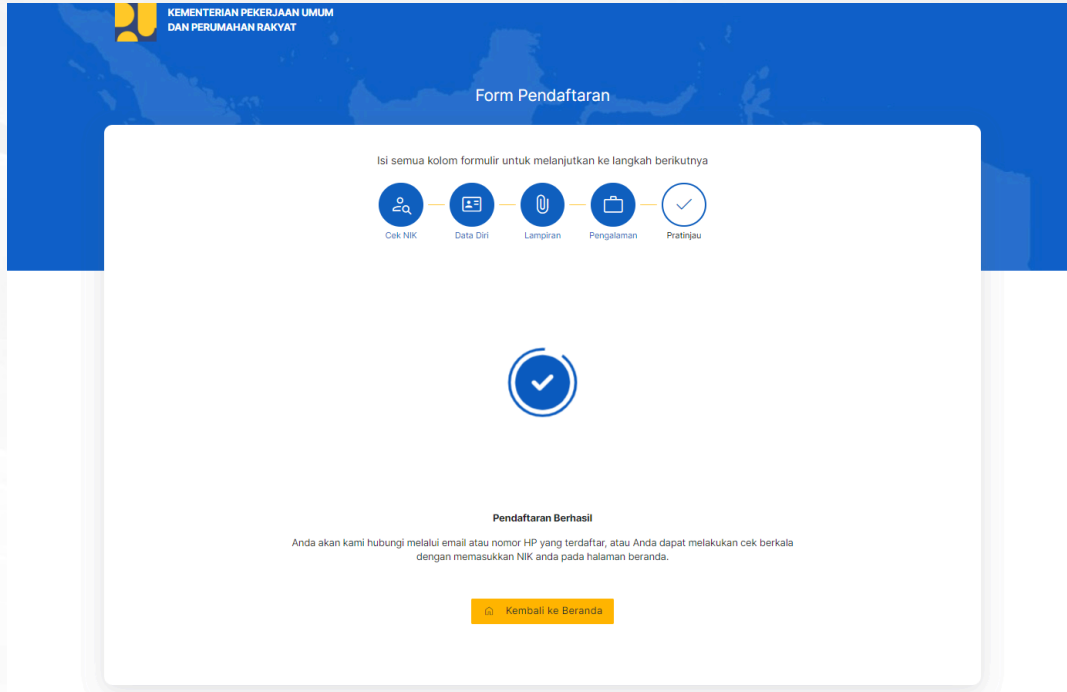 KEMENTERIAN PEKERJAAN UMUM
DAN PERUMAHAN RAKYAT
Form Pendaftaran
Isi semua kolom formulir untuk melanjutkan ke langkah berikutnya
Cek NIK
Data Diri
Lampiran
Pengalaman
Pratinjau
Pendaftaran Berhasil
Anda akan kami hubungi melalui email atau nomor HP yang terdaftar, atau Anda dapat melakukan cek berkala
dengan memasukkan NIK anda pada halaman beranda.
Kembali ke Beranda